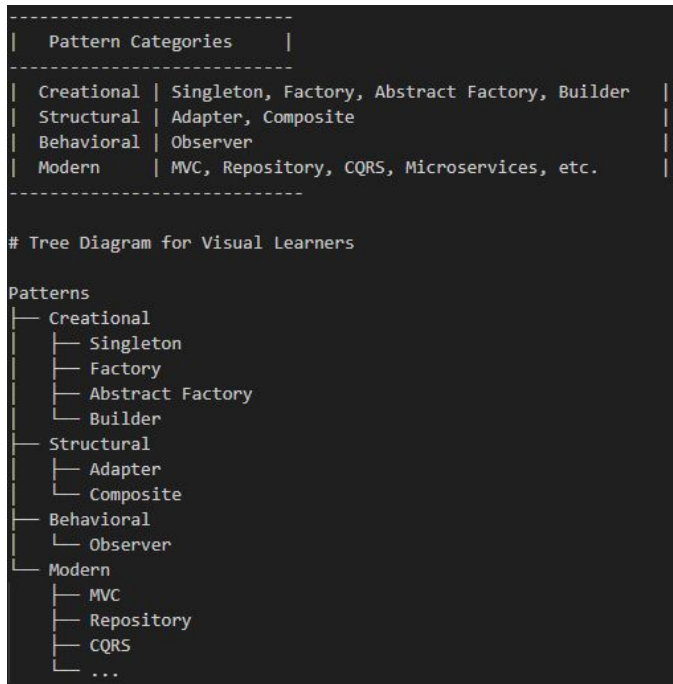 -----------------------------
|   Pattern Categories     |
-----------------------------
|  Creational | Singleton, Factory, Abstract Factory, Builder   |
|  Structural | Adapter, Composite                              |
|  Behavioral | Observer                                        |
|  Modern     | MVC, Repository, CQRS, Microservices, etc.      |
------------------------------

# Tree Diagram for Visual Learners

Patterns
├── Creational
│   ├── Singleton
│   ├── Factory
│   ├── Abstract Factory
│   └── Builder
├── Structural
│   ├── Adapter
│   └── Composite
├── Behavioral
│   └── Observer
└── Modern
    ├── MVC
    ├── Repository
    ├── CQRS
    └── ...